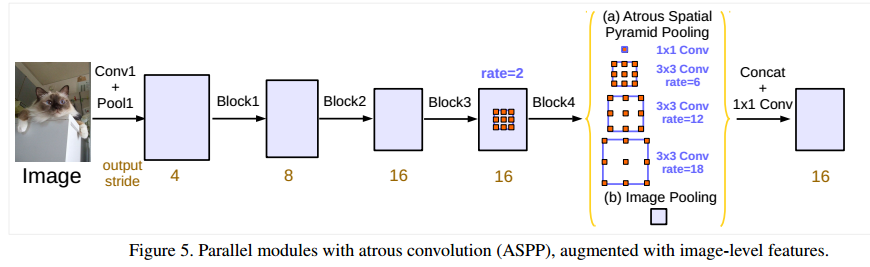 (a) Atrous Spatial
Pyramid Pooling
1x1 Conv
3x3 Conv
rate=6
3x3 Conv
rate=12
3x3 Conv
rate=18
(b) Image Pooling
Conv1
+
Pool1
Block1
Block2
rate=2
Block3
Block4
Concat
+
1x1 Conv
Image
output
stride
4
8
16
16
16
Figure 5. Parallel modules with atrous convolution (ASPP), augmented with image-level features.